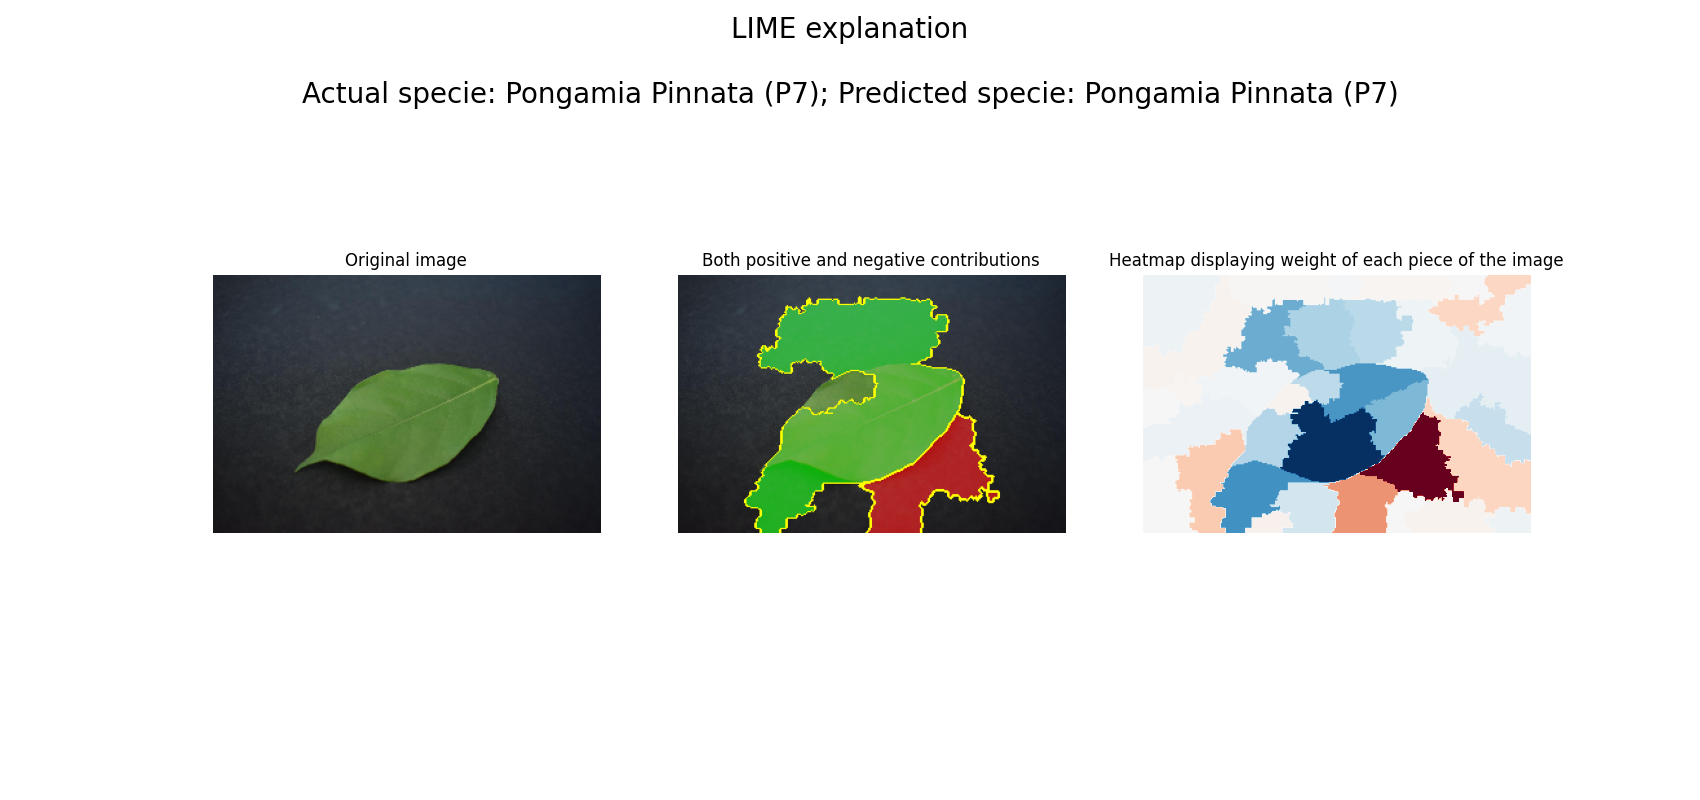 LIME explanation
Actual specie: Pongamia Pinnata (P7); Predicted specie: Pongamia Pinnata (P7)
Original image
Both positive and negative contributions
Heatmap displaying weight of each piece of the image